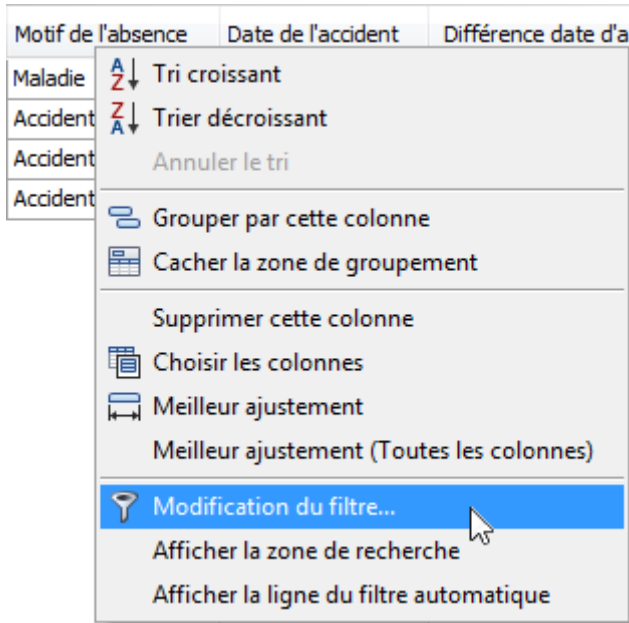 Motif de l'absence Date de l'accident Différence date d'a
Maladie
Accident
Accident
Accident
Tri croissant
Trier décroissant
Annuler le tri
Grouper par cette colonne
Cacher la zone de groupement
Supprimer cette colonne
Choisir les colonnes
Meilleur ajustement
Meilleur ajustement (Toutes les colonnes)
Modification du filtre...
Afficher la zone de recherche
Afficher la ligne du filtre automatique